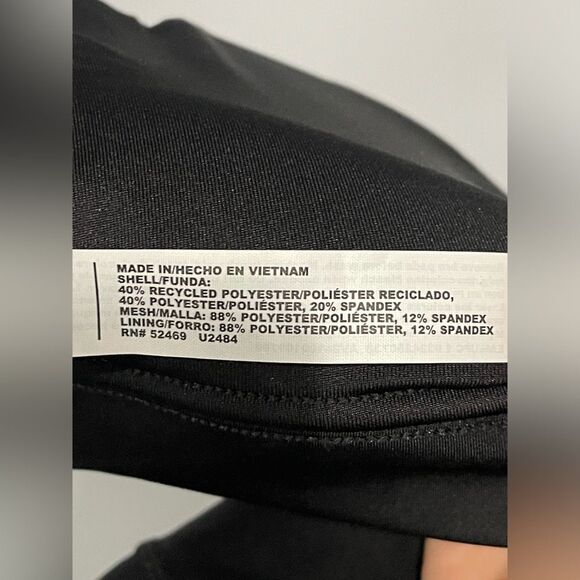 MADE IN/HECHO EN VIETNAM
SHELL/FUNDA:
40% RECYCLED POLYESTER/POLIÉSTER RECICLADO,
40% POLYESTER/POLIÉSTER, 20% SPANDEX
MESH/MALLA: 88% POLYESTER/POLIÉSTER, 12% SPANDEX
LINING/FORRO: 88% POLYESTER/POLIÉSTER, 12% SPANDEX
RN# 52469 U2484